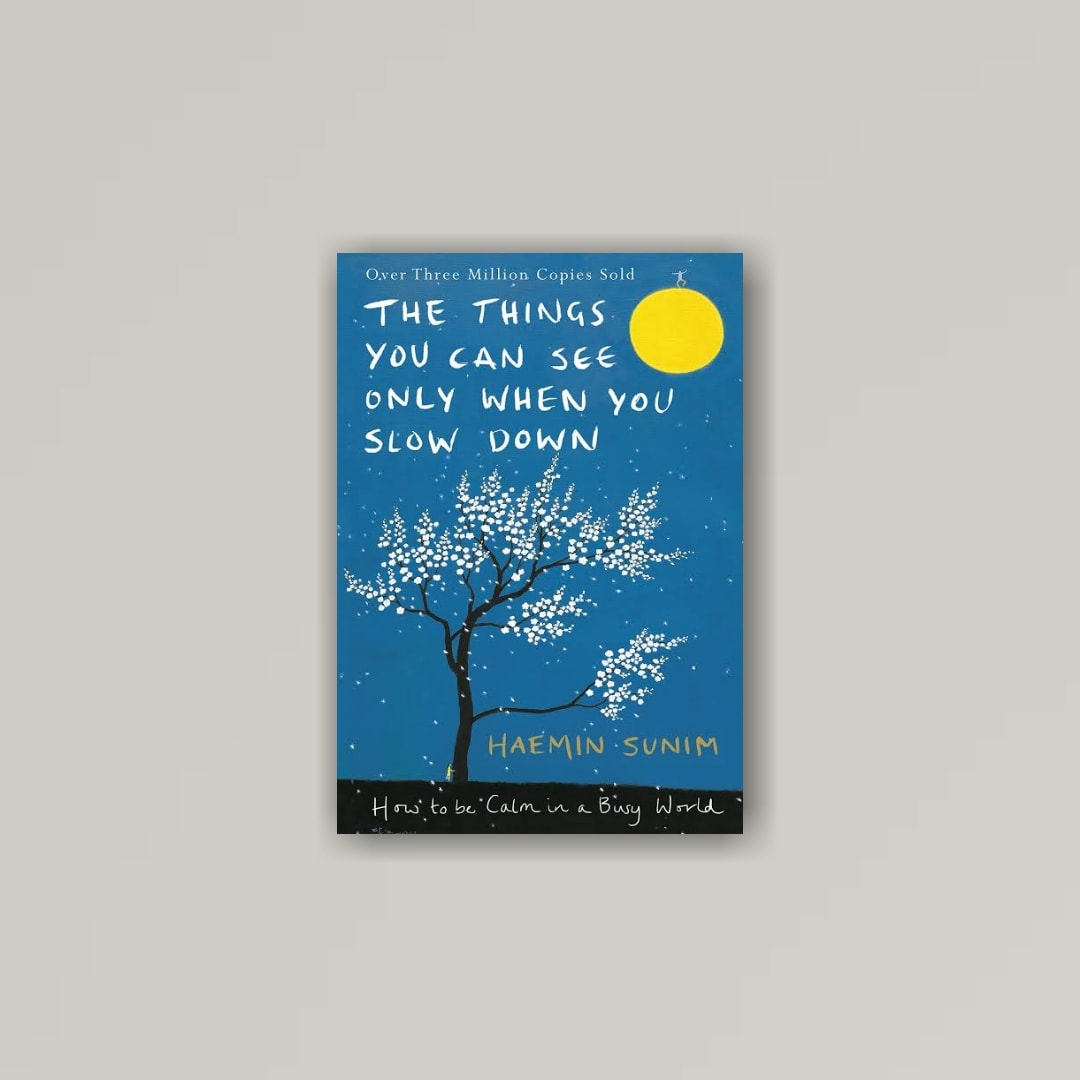 Over Three Million Copies Sold
THE THINGS
YOU CAN SEE
ONLY WHEN YOU
SLOW DOWN
HAEMIN SUNIM
How to be Calm in a Busy World